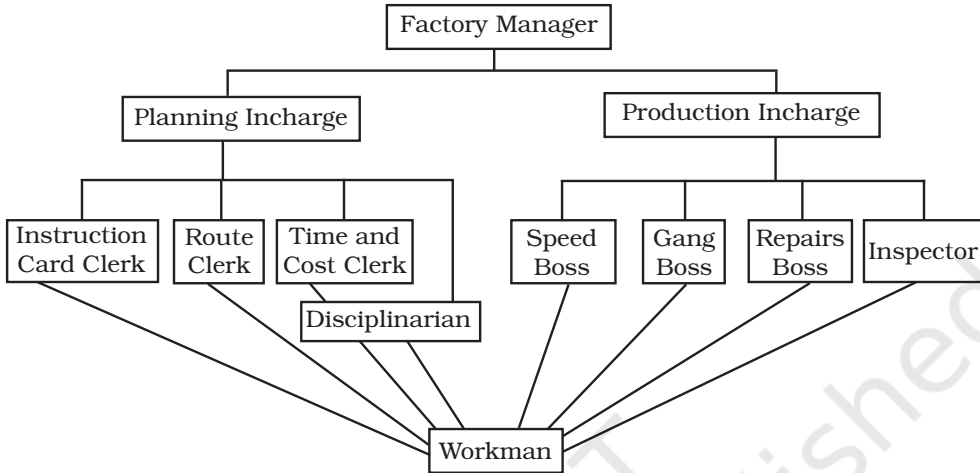 Factory Manager
Planning Incharge
Production Incharge
Instruction
Card Clerk
Route
Clerk
Time and
Cost Clerk
Disciplinarian
Speed
Boss
Gang
Boss
Repairs
Boss
Inspector
Workman